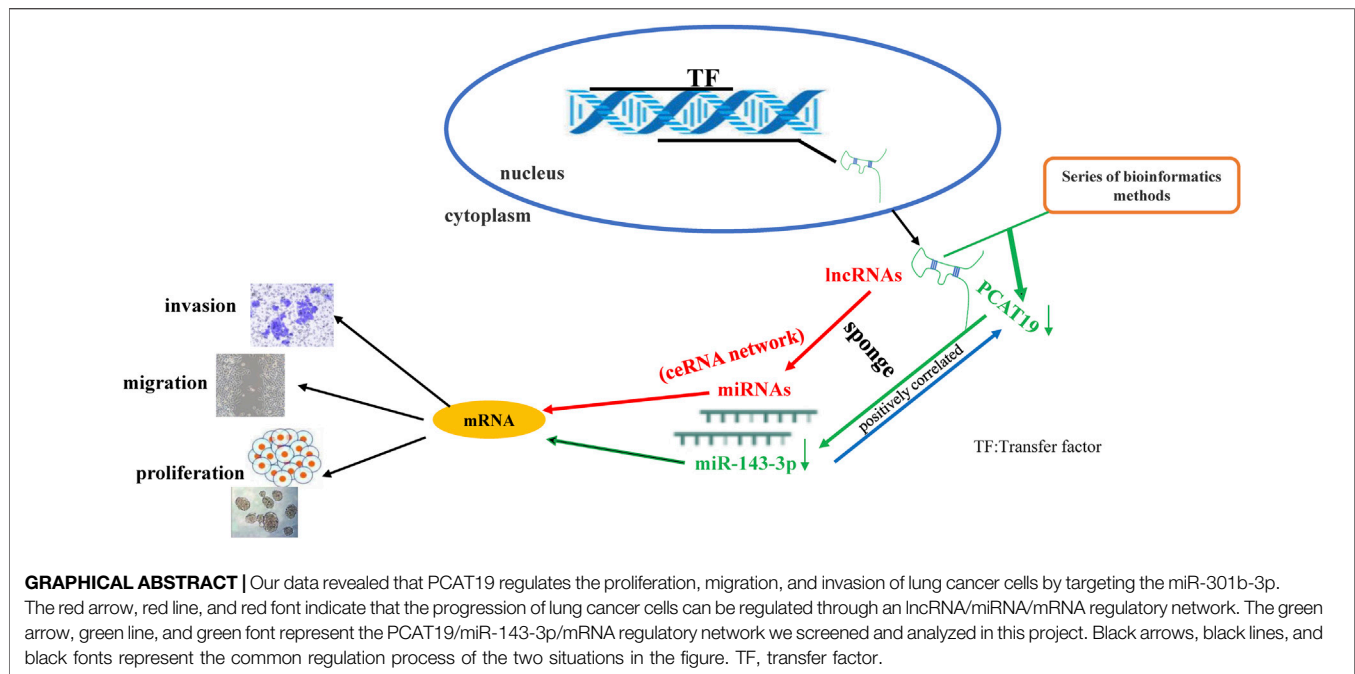 TF
nucleus
cytoplasm
Series of bioinformatics
methods
lncRNAs
PCAT19
invasion
(ceRNA network)
sponge
migration
miRNAs
positively correlated
mRNA
TF:Transfer factor
miR-143-3p
proliferation
GRAPHICAL ABSTRACT | Our data revealed that PCAT19 regulates the proliferation, migration, and invasion of lung cancer cells by targeting the miR-301b-3p.
The red arrow, red line, and red font indicate that the progression of lung cancer cells can be regulated through an lncRNA/miRNA/mRNA regulatory network. The green
arrow, green line, and green font represent the PCAT19/miR-143-3p/mRNA regulatory network we screened and analyzed in this project. Black arrows, black lines, and
black fonts represent the common regulation process of the two situations in the figure. TF, transfer factor.